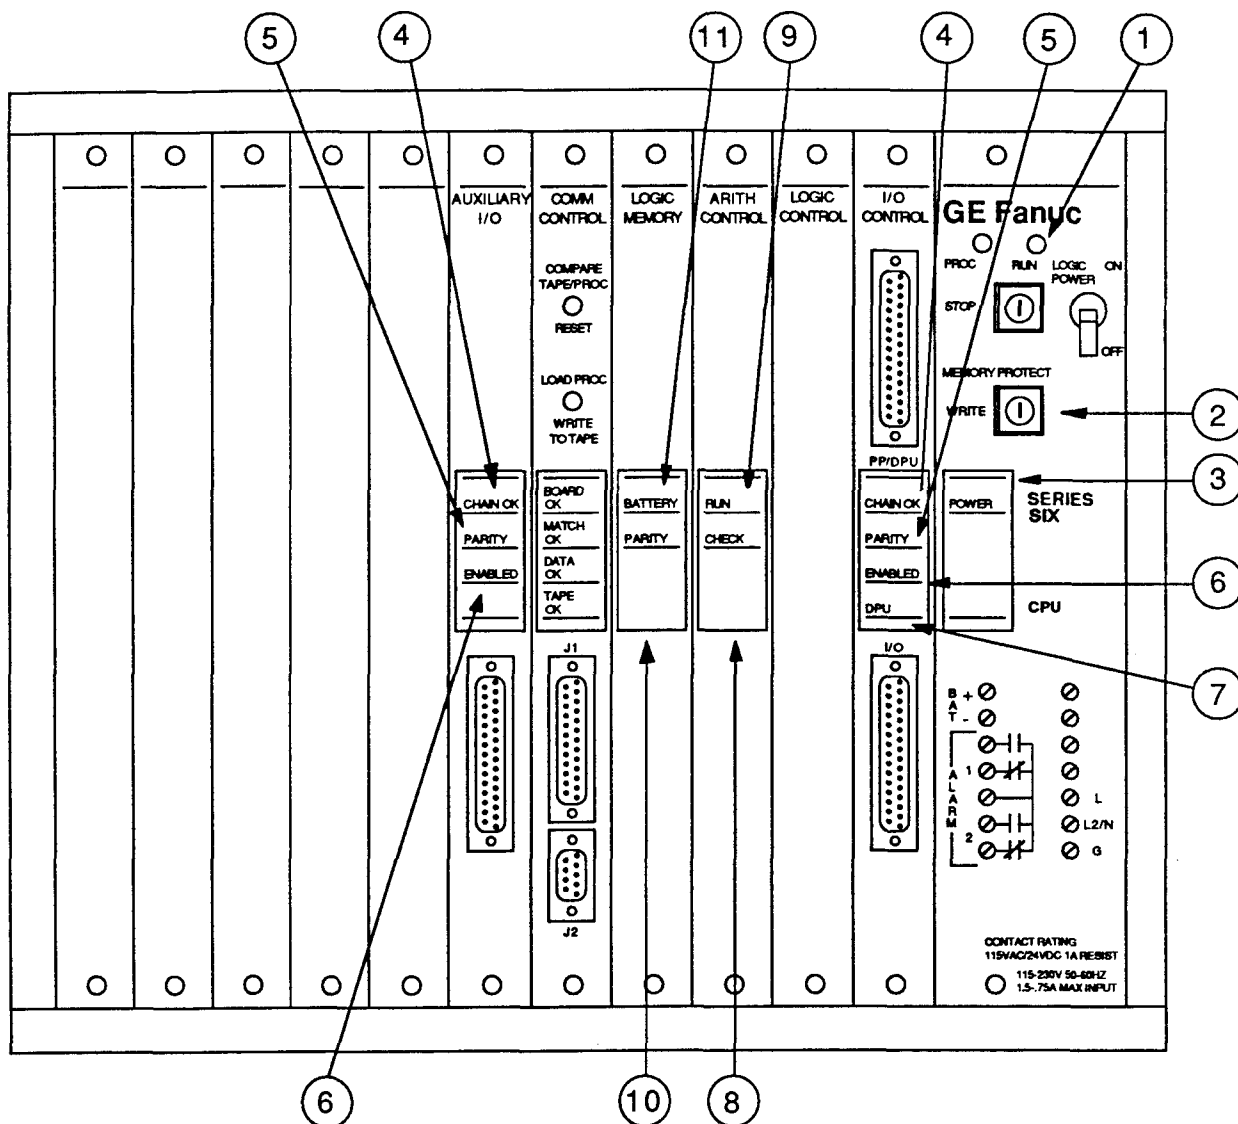 5
4
11
9
4
5
1
AUXILIARY
I/O
COMM
CONTROL
LOGIC
MEMORY
ARITH
CONTROL
LOGIC
CONTROL
I/O
CONTROL
GE Fanuc
PROC
RUN
LOGIC
POWER
ON
STOP
OFF
COMPARE
TAPE/PROC
RESET
LOAD PROC
WRITE
TO TAPE
MEMORY PROTECT
WRITE
2
PP/DPU
3
CHAIN OK
PARITY
ENABLED
BOARD
OK
MATCH
OK
DATA
OK
TAPE
OK
BATTERY
PARITY
RUN
CHECK
CHAIN OK
PARITY
ENABLED
DPU
POWER
SERIES
SIX
CPU
6
7
J1
I/O
J2
BAT
+
-
ALARM
1
2
L
L2/N
G
CONTACT RATING
115VAC/24VDC 1A RESIST
115-230V 50-60HZ
1.5-.75A MAX INPUT
6
10
8